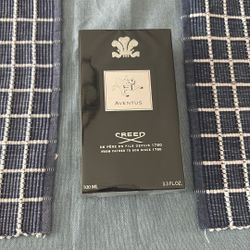 AVENTUS
CREED
DE PÈRE EN FILS DEPUIS 1760
FROM FATHER TO SON SINCE 1760
100 ML
3.3 FL.OZ.